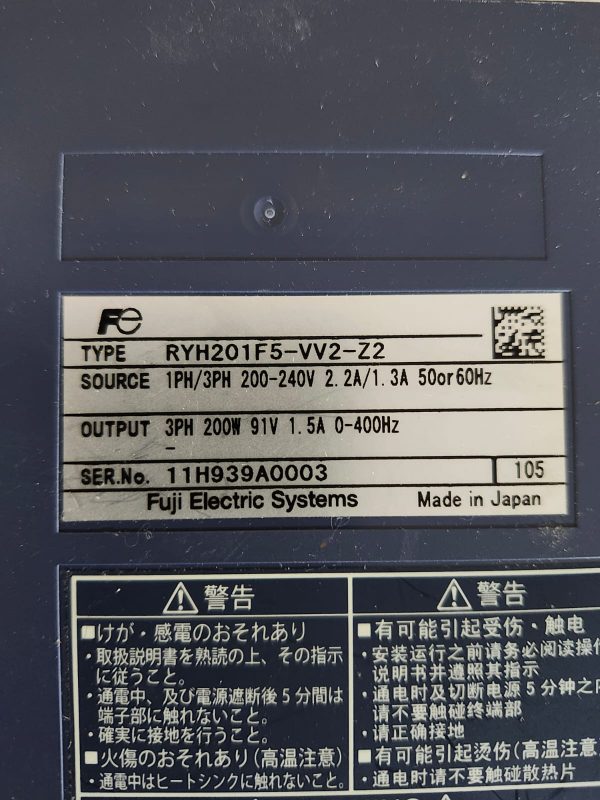 Fe
TYPE RYH201F5-VV2-Z2
SOURCE 1PH/3PH 200-240V 2.2A/1.3A 50or60Hz
OUTPUT 3PH 200W 91V 1.5A 0-400Hz
-
SER.No. 11H939A0003 105
Fuji Electric Systems Made in Japan
警告
■けが・感電のおそれあり
・取扱説明書を熟読の上、その指示
に従うこと。
・通電中、及び電源遮断後5分間は
端子部に触れないこと。
・確実に接地を行うこと。
■火傷のおそれあり(高温注意)
・通電中はヒートシンクに触れないこと。
警告
■有可能引起受伤・触电
・安装运行之前请务必阅读操作
说明书并遵照其指示
・通电时及切断电源5分钟之内
请不要触碰终端部
・请正确接地
■有可能引起烫伤(高温注意
・通电时请不要触碰散热片